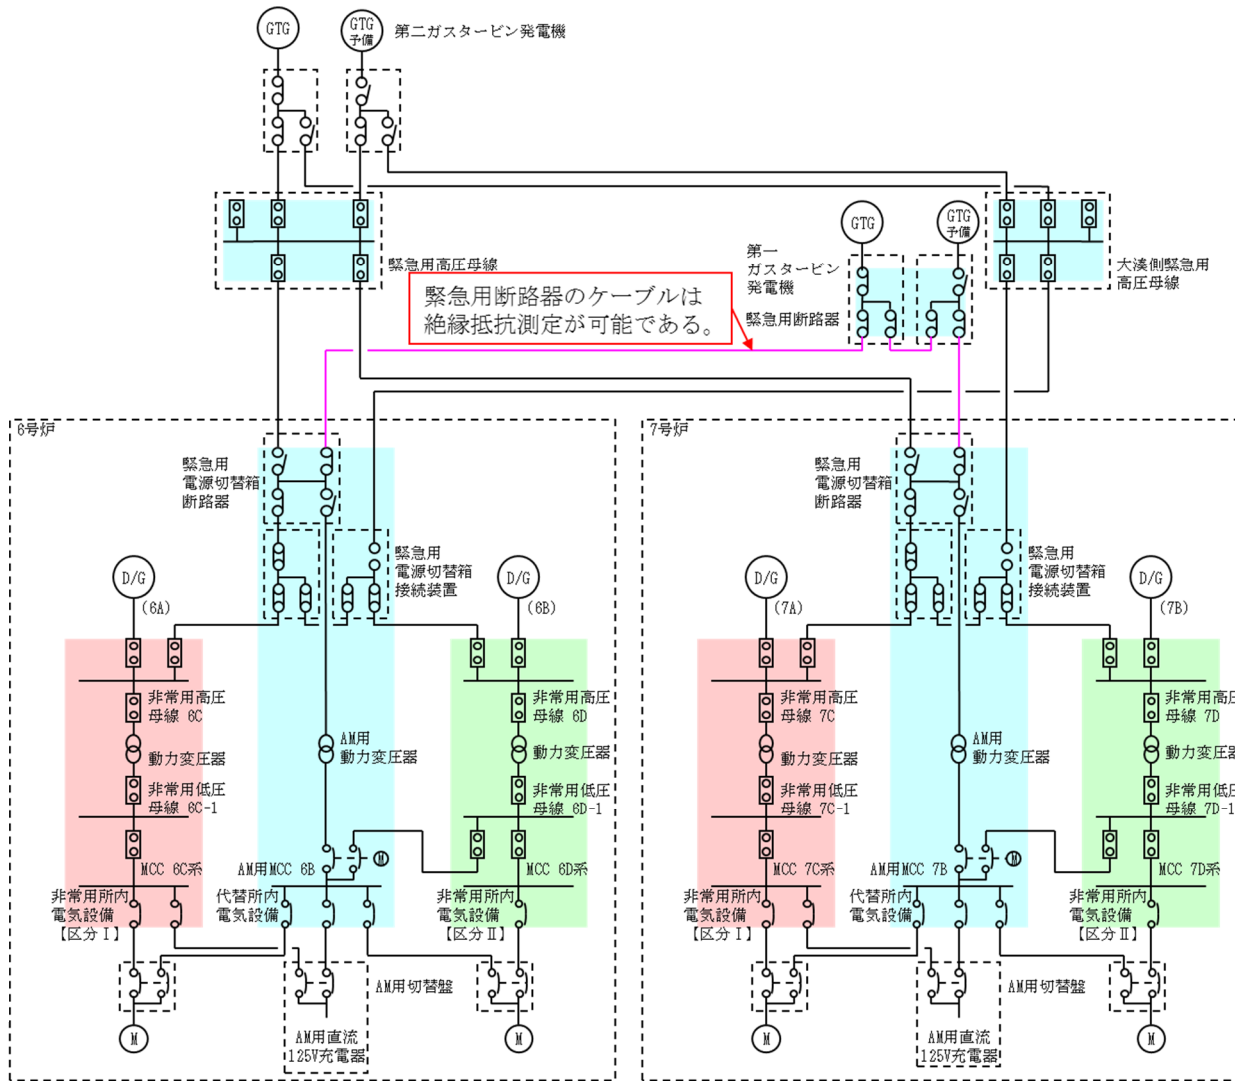 GTG
GTG
予備
第二ガスタービン発電機
GTG
GTG
予備
第一
ガスタービン
発電機
緊急用断路器
緊急用高圧母線
大湊側緊急用
高圧母線
緊急用断路器のケーブルは
絶縁抵抗測定が可能である。
6号炉
緊急用
電源切替箱
断路器
緊急用
電源切替箱
接続装置
D/G
(6A)
D/G
(6B)
非常用高圧
母線 6C
動力変圧器
非常用低圧
母線 6C-1
MCC 6C系
非常用所内
電気設備
【区分Ⅰ】
AM用
動力変圧器
AM用MCC 6B
M
代替所内
電気設備
非常用高圧
母線 6D
動力変圧器
非常用低圧
母線 6D-1
MCC 6D系
非常用所内
電気設備
【区分Ⅱ】
AM用切替盤
M
AM用直流
125V充電器
M
7号炉
緊急用
電源切替箱
断路器
緊急用
電源切替箱
接続装置
D/G
(7A)
D/G
(7B)
非常用高圧
母線 7C
動力変圧器
非常用低圧
母線 7C-1
MCC 7C系
非常用所内
電気設備
【区分Ⅰ】
AM用
動力変圧器
AM用MCC 7B
M
代替所内
電気設備
非常用高圧
母線 7D
動力変圧器
非常用低圧
母線 7D-1
MCC 7D系
非常用所内
電気設備
【区分Ⅱ】
AM用切替盤
M
AM用直流
125V充電器
M